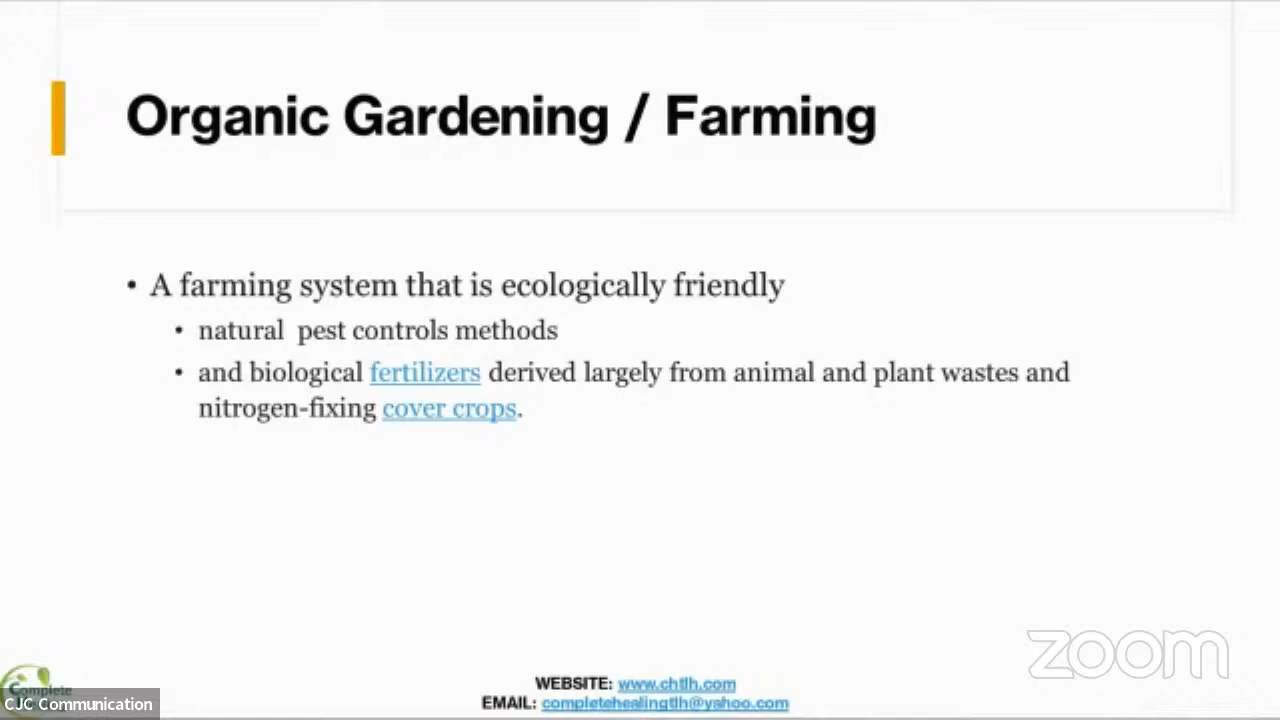 Organic Gardening / Farming
• A farming system that is ecologically friendly
• natural pest controls methods
• and biological fertilizers derived largely from animal and plant wastes and
nitrogen-fixing cover crops.
zoom
Complete
WEBSITE: www.chtlh.com
CJC Communication
EMAIL: completehealingtlh@yahoo.com